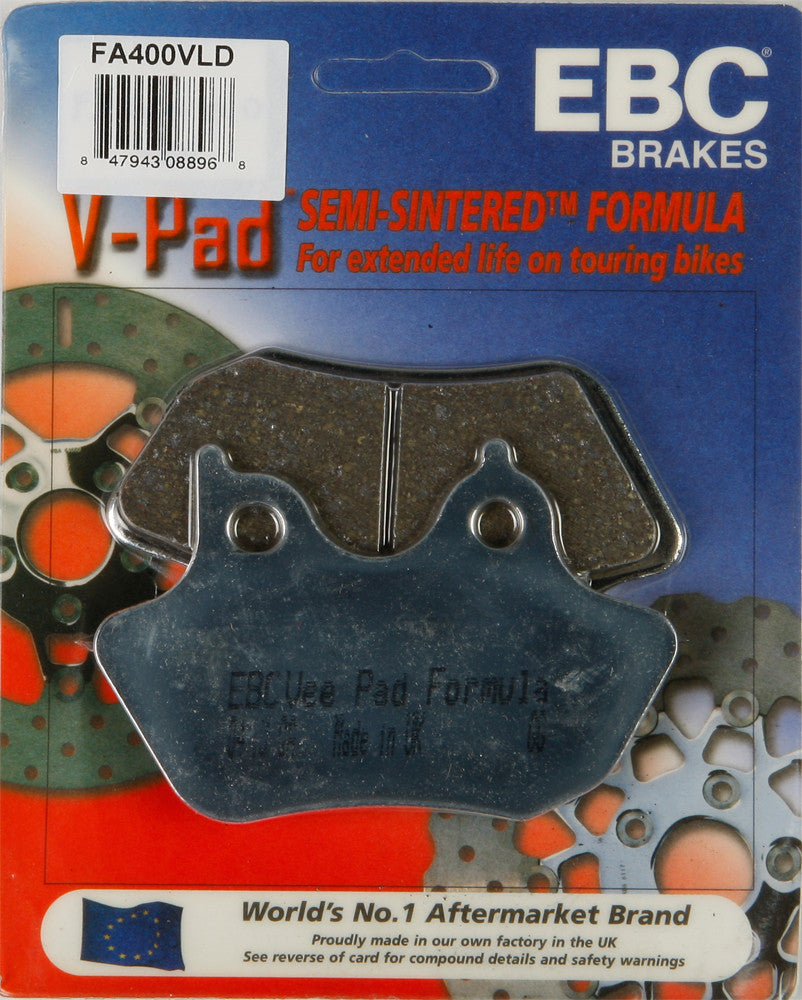 FA400VLD
8 47943 08896 8
EBC®
BRAKES
V-Pad™ SEMI-SINTERED™ FORMULA
For extended life on touring bikes
EBC Vee Pad Formula
Made in UK
World's No.1 Aftermarket Brand
Proudly made in our own factory in the UK
See reverse of card for compound details and safety warnings